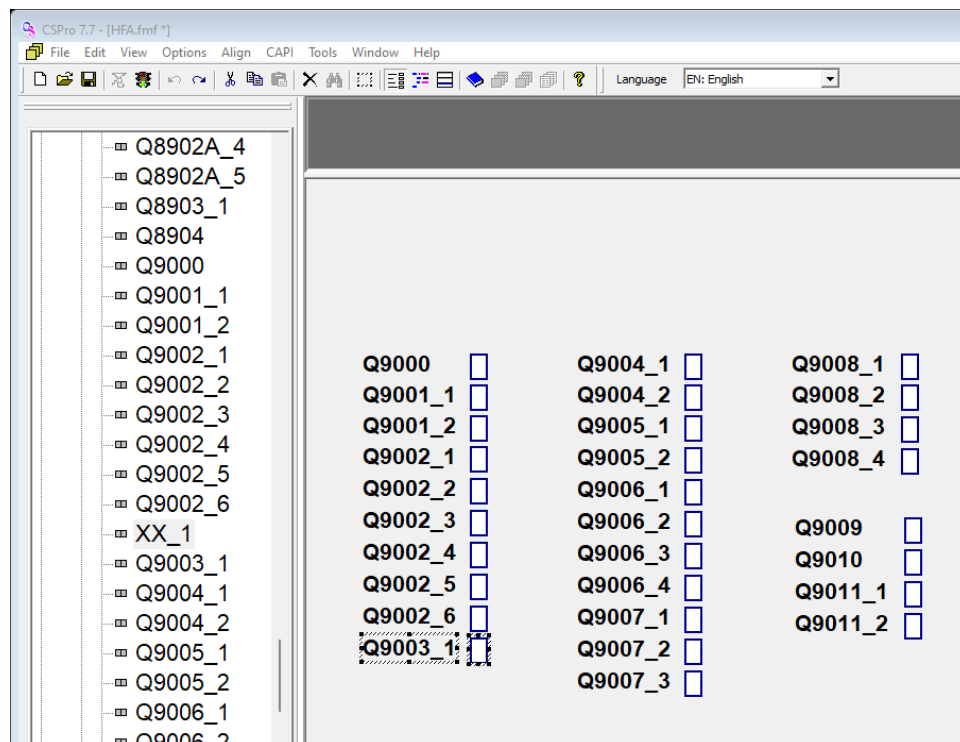 CSPro 7.7 - [HFA.fmf *]
File Edit View Options Align CAPI Tools Window Help
Language EN: English
Q8902A_4
Q8902A_5
Q8903_1
Q8904
Q9000
Q9001_1
Q9001_2
Q9002_1
Q9002_2
Q9002_3
Q9002_4
Q9002_5
Q9002_6
XX_1
Q9003_1
Q9004_1
Q9004_2
Q9005_1
Q9005_2
Q9006_1
Q9006_2
Q9000
Q9001_1
Q9001_2
Q9002_1
Q9002_2
Q9002_3
Q9002_4
Q9002_5
Q9002_6
Q9003_1
Q9004_1
Q9004_2
Q9005_1
Q9005_2
Q9006_1
Q9006_2
Q9006_3
Q9006_4
Q9007_1
Q9007_2
Q9007_3
Q9008_1
Q9008_2
Q9008_3
Q9008_4
Q9009
Q9010
Q9011_1
Q9011_2